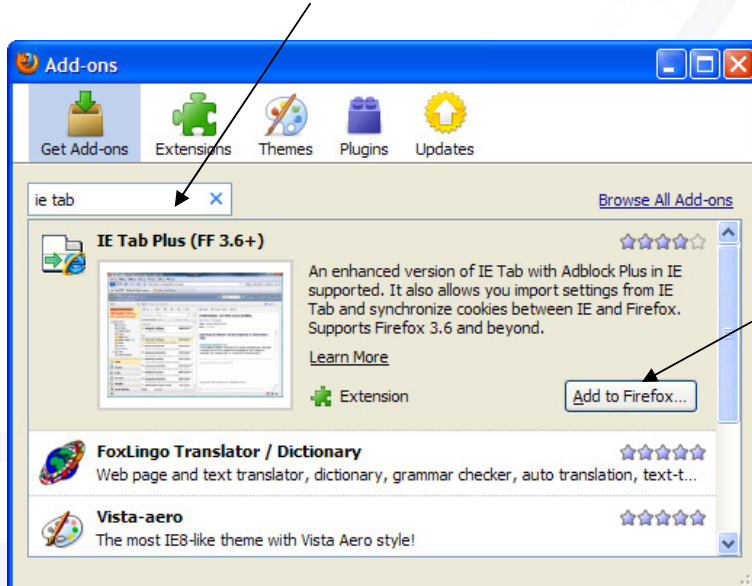 Add-ons
Get Add-ons Extensions Themes Plugins Updates
ie tab
Browse All Add-ons
IE Tab Plus (FF 3.6+)
An enhanced version of IE Tab with Adblock Plus in IE
supported. It also allows you import settings from IE
Tab and synchronize cookies between IE and Firefox.
Supports Firefox 3.6 and beyond.
Learn More
Extension
Add to Firefox...
FoxLingo Translator / Dictionary
Web page and text translator, dictionary, grammar checker, auto translation, text-t...
Vista-aero
The most IE8-like theme with Vista Aero style!